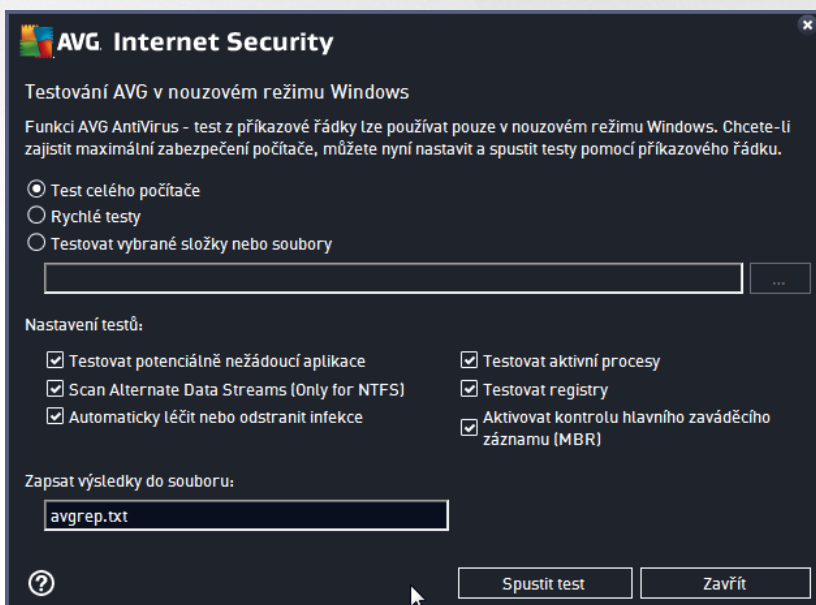 AVG Internet Security
Testování AVG v nouzovém režimu Windows
Funkci AVG AntiVirus - test z příkazové řádky lze používat pouze v nouzovém režimu Windows. Chcete-li
zajistit maximální zabezpečení počítače, můžete nyní nastavit a spustit testy pomocí příkazového řádku.
Test celého počítače
Rychlé testy
Testovat vybrané složky nebo soubory
...
Nastavení testů:
Testovat potenciálně nežádoucí aplikace
Scan Alternate Data Streams (Only for NTFS)
Automaticky léčit nebo odstranit infekce
Testovat aktivní procesy
Testovat registry
Aktivovat kontrolu hlavního zaváděcího
záznamu (MBR)
Zapsat výsledky do souboru:
avgrep.txt
Spustit test
Zavřít